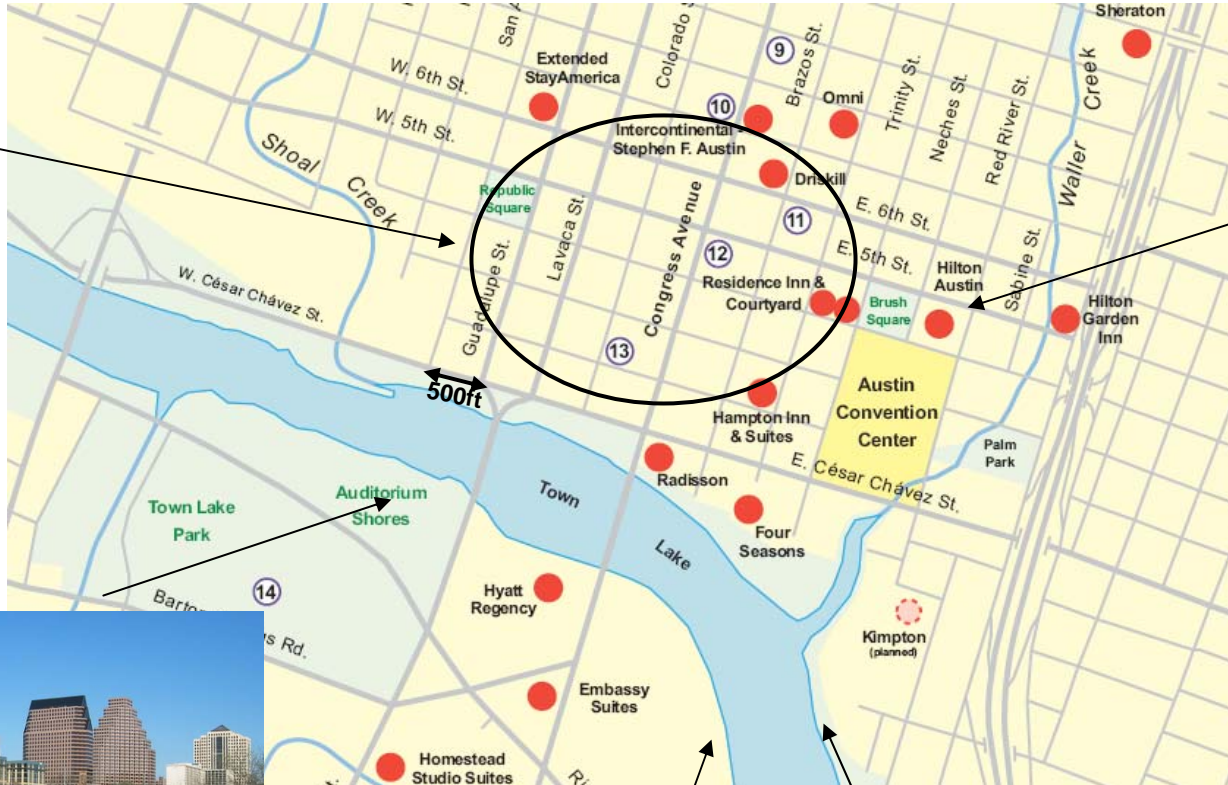 Sheraton
San A
Colorado S
9
Brazos St.
Extended
StayAmerica
W. 6th St.
10
Omni
Trinity St.
Neches St.
Red River St.
Waller Creek
W. 5th St.
Intercontinental -
Stephen F. Austin
Shoal
Creek
Driskill
Republic
Square
Lavaca St.
Congress Avenue
11
E. 6th St.
12
E. 5th St.
Guadalupe St.
Hilton
Austin
Sabine St.
W. César Chávez St.
Residence Inn &
Courtyard
Brush
Square
Hilton
Garden
Inn
13
500ft
Austin
Convention
Center
Hampton Inn
& Suites
Palm
Park
E. César Chávez St.
Radisson
Auditorium
Shores
Town Lake
Park
Town
Lake
Four
Seasons
14
Hyatt
Regency
Barto
s Rd.
Kimpton
(planned)
Embassy
Suites
Homestead
Studio Suites
Ri